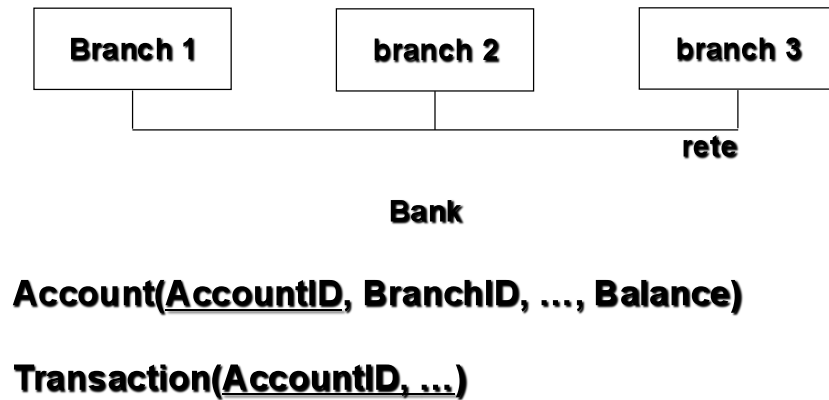 Branch 1
branch 2
branch 3
rete
Bank
Account(AccountID, BranchID, …, Balance)
Transaction(AccountID, …)